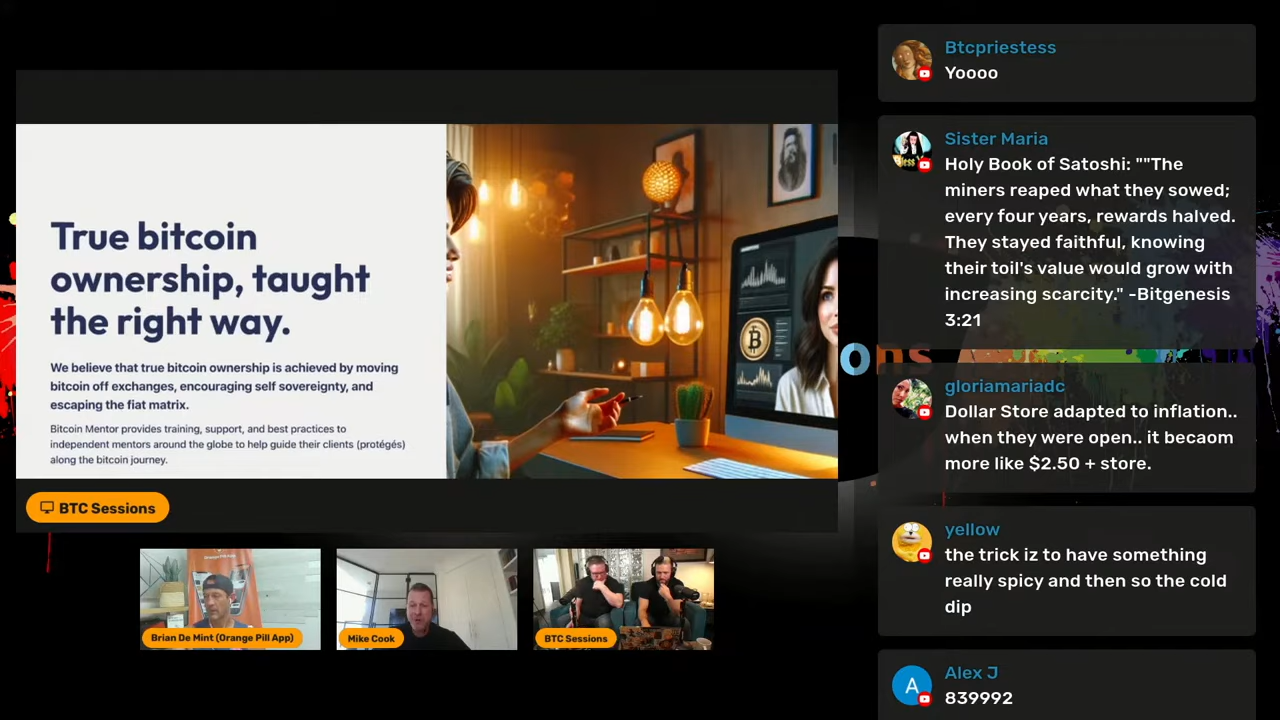 True bitcoin
ownership, taught
the right way.
We believe that true bitcoin ownership is achieved by moving
bitcoin off exchanges, encouraging self sovereignty, and
escaping the fiat matrix.
Bitcoin Mentor provides training, support, and best practices to
independent mentors around the globe to help guide their clients (protégés)
along the bitcoin journey.
BTC Sessions
Brian De Mint (Orange Pill App)
Mike Cook
BTC Sessions
ons
Btcpriestess
Yoooo
Sister Maria
Holy Book of Satoshi: ""The
miners reaped what they sowed;
every four years, rewards halved.
They stayed faithful, knowing
their toil's value would grow with
increasing scarcity." -Bitgenesis
3:21
gloriamariadc
Dollar Store adapted to inflation..
when they were open.. it becaom
more like $2.50 + store.
yellow
the trick iz to have something
really spicy and then so the cold
dip
A
Alex J
839992